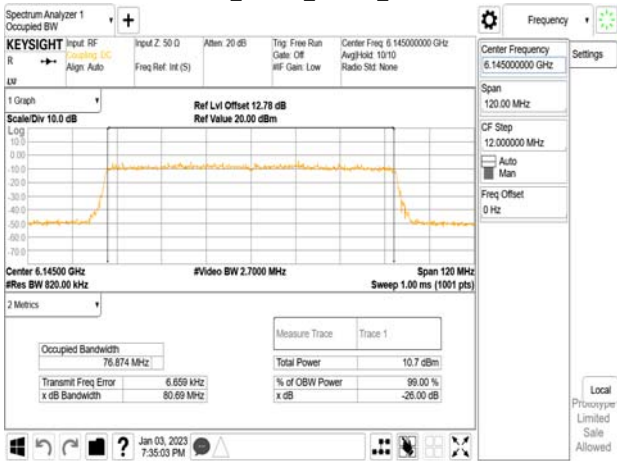 Spectrum Analyzer 1
Occupied BW
Frequency
KEYSIGHT
R
Input: RF
Coupling: DC
Align: Auto
Input Z: 50 Ω
Freq Ref: Int (S)
Atten: 20 dB
Trig: Free Run
Gate: Off
#IF Gain: Low
Center Freq: 6.145000000 GHz
Avg|Hold: 10/10
Radio Std: None
1 Graph
Scale/Div 10.0 dB
Ref Lvl Offset 12.78 dB
Ref Value 20.00 dBm
Log
10.0
0.00
-10.0
-20.0
-30.0
-40.0
-50.0
-60.0
-70.0
Center 6.14500 GHz
#Res BW 820.00 kHz
#Video BW 2.7000 MHz
Span 120 MHz
Sweep 1.00 ms (1001 pts)
2 Metrics
Measure Trace
Trace 1
Occupied Bandwidth
76.874 MHz
Total Power
10.7 dBm
Transmit Freq Error
6.659 kHz
% of OBW Power
99.00 %
x dB Bandwidth
80.69 MHz
x dB
-26.00 dB
Center Frequency
6.145000000 GHz
Settings
Span
120.00 MHz
CF Step
12.000000 MHz
Auto
Man
Freq Offset
0 Hz
Local
Prototype
Limited
Sale
Allowed
?
Jan 03, 2023
7:35:03 PM